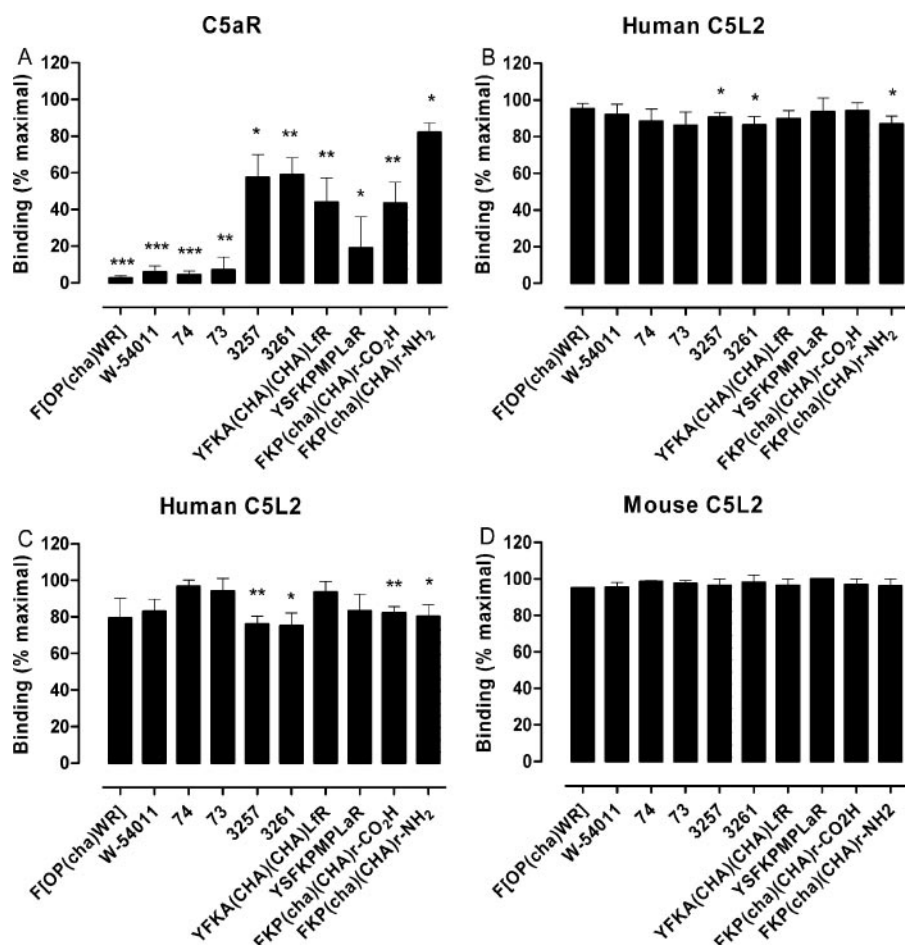 C5aR
A
Binding (% maximal)
120
100
80
60
40
20
0
***
***
***
**
*
**
**
*
**
*
F[OP(cha)WR]
W-54011
74
73
3257
3261
YFKA(CHA)(CHA)LfR
YSFKPMPLaR
FKP(cha)(CHA)r-CO₂H
FKP(cha)(CHA)r-NH₂
Human C5L2
B
Binding (% maximal)
120
100
80
60
40
20
0
*
*
*
F[OP(cha)WR]
W-54011
74
73
3257
3261
YFKA(CHA)(CHA)LfR
YSFKPMPLaR
FKP(cha)(CHA)r-CO₂H
FKP(cha)(CHA)r-NH₂
Human C5L2
C
Binding (% maximal)
120
100
80
60
40
20
0
**
*
**
*
F[OP(cha)WR]
W-54011
74
73
3257
3261
YFKA(CHA)(CHA)LfR
YSFKPMPLaR
FKP(cha)(CHA)r-CO₂H
FKP(cha)(CHA)r-NH₂
Mouse C5L2
D
Binding (% maximal)
120
100
80
60
40
20
0
F[OP(cha)WR]
W-54011
74
73
3257
3261
YFKA(CHA)(CHA)LfR
YSFKPMPLaR
FKP(cha)(CHA)r-CO2H
FKP(cha)(CHA)r-NH2